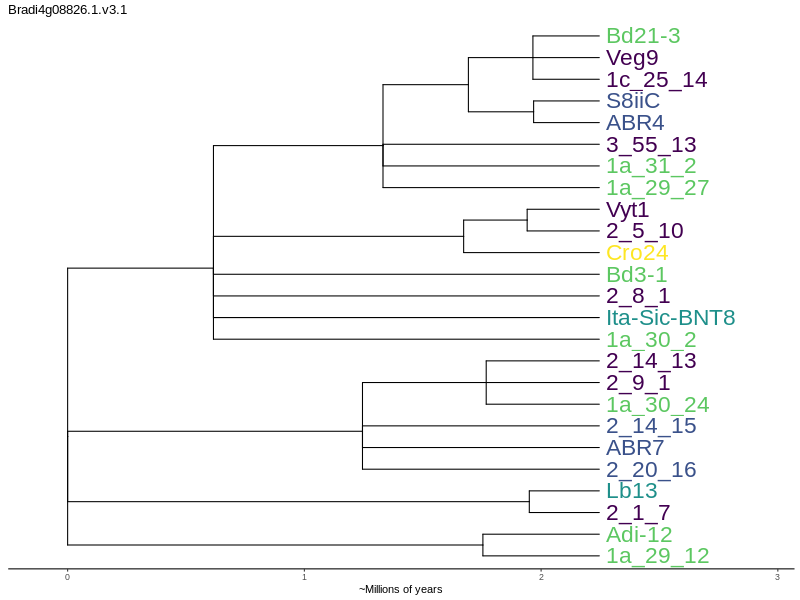 Bradi4g08826.1.v3.1
Bd21-3
Veg9
1c_25_14
S8iiC
ABR4
3_55_13
1a_31_2
1a_29_27
Vyt1
2_5_10
Cro24
Bd3-1
2_8_1
Ita-Sic-BNT8
1a_30_2
2_14_13
2_9_1
1a_30_24
2_14_15
ABR7
2_20_16
Lb13
2_1_7
Adi-12
1a_29_12
0 1 2 3
~Millions of years